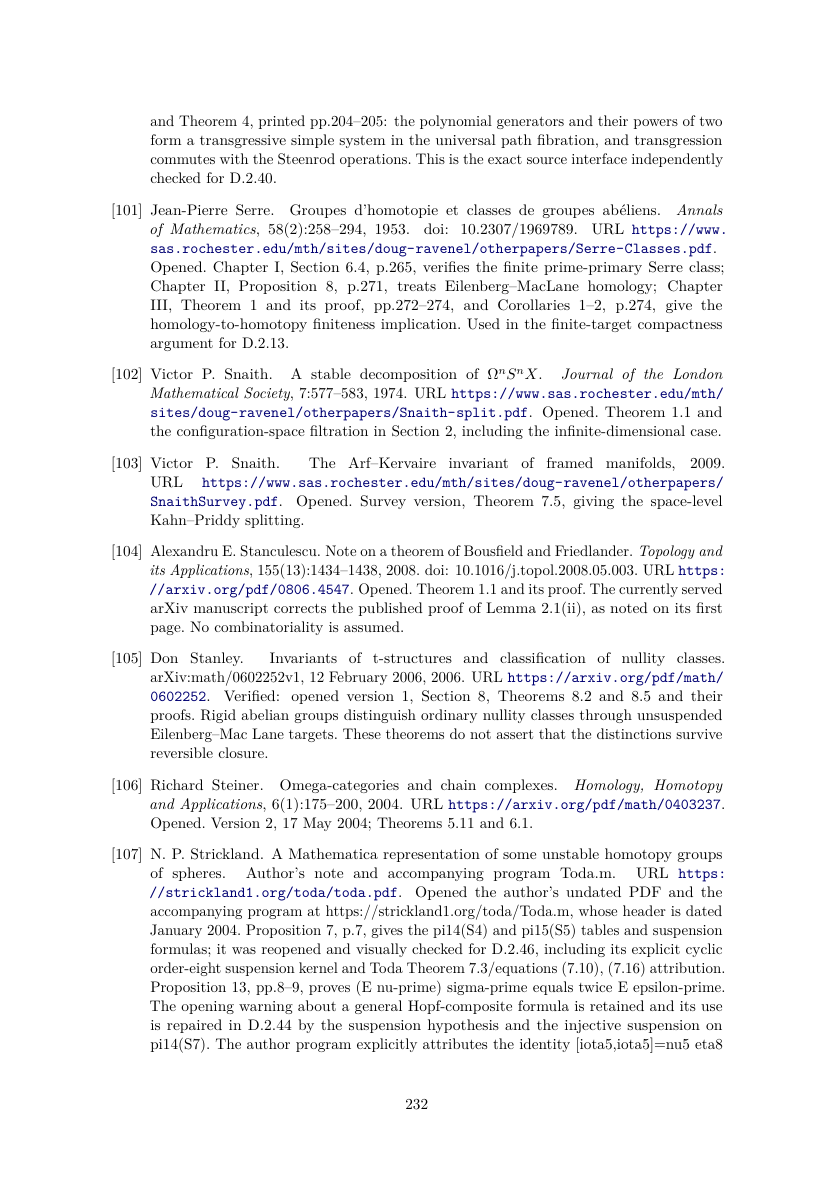 and Theorem 4, printed pp.204–205: the polynomial generators and their powers of two
form a transgressive simple system in the universal path fibration, and transgression
commutes with the Steenrod operations. This is the exact source interface independently
checked for D.2.40.
[101] Jean-Pierre Serre. Groupes d'homotopie et classes de groupes abéliens. Annals
of Mathematics, 58(2):258–294, 1953. doi: 10.2307/1969789. URL https://www.
sas.rochester.edu/mth/sites/doug-ravenel/otherpapers/Serre-Classes.pdf.
Opened. Chapter I, Section 6.4, p.265, verifies the finite prime-primary Serre class;
Chapter II, Proposition 8, p.271, treats Eilenberg–MacLane homology; Chapter
III, Theorem 1 and its proof, pp.272–274, and Corollaries 1–2, p.274, give the
homology-to-homotopy finiteness implication. Used in the finite-target compactness
argument for D.2.13.
[102] Victor P. Snaith. A stable decomposition of ΩⁿSⁿX. Journal of the London
Mathematical Society, 7:577–583, 1974. URL https://www.sas.rochester.edu/mth/
sites/doug-ravenel/otherpapers/Snaith-split.pdf. Opened. Theorem 1.1 and
the configuration-space filtration in Section 2, including the infinite-dimensional case.
[103] Victor P. Snaith. The Arf–Kervaire invariant of framed manifolds, 2009.
URL https://www.sas.rochester.edu/mth/sites/doug-ravenel/otherpapers/
SnaithSurvey.pdf. Opened. Survey version, Theorem 7.5, giving the space-level
Kahn–Priddy splitting.
[104] Alexandru E. Stanculescu. Note on a theorem of Bousfield and Friedlander. Topology and
its Applications, 155(13):1434–1438, 2008. doi: 10.1016/j.topol.2008.05.003. URL https:
//arxiv.org/pdf/0806.4547. Opened. Theorem 1.1 and its proof. The currently served
arXiv manuscript corrects the published proof of Lemma 2.1(ii), as noted on its first
page. No combinatoriality is assumed.
[105] Don Stanley. Invariants of t-structures and classification of nullity classes.
arXiv:math/0602252v1, 12 February 2006, 2006. URL https://arxiv.org/pdf/math/
0602252. Verified: opened version 1, Section 8, Theorems 8.2 and 8.5 and their
proofs. Rigid abelian groups distinguish ordinary nullity classes through unsuspended
Eilenberg–Mac Lane targets. These theorems do not assert that the distinctions survive
reversible closure.
[106] Richard Steiner. Omega-categories and chain complexes. Homology, Homotopy
and Applications, 6(1):175–200, 2004. URL https://arxiv.org/pdf/math/0403237.
Opened. Version 2, 17 May 2004; Theorems 5.11 and 6.1.
[107] N. P. Strickland. A Mathematica representation of some unstable homotopy groups
of spheres. Author's note and accompanying program Toda.m. URL https:
//strickland1.org/toda/toda.pdf. Opened the author's undated PDF and the
accompanying program at https://strickland1.org/toda/Toda.m, whose header is dated
January 2004. Proposition 7, p.7, gives the pi14(S4) and pi15(S5) tables and suspension
formulas; it was reopened and visually checked for D.2.46, including its explicit cyclic
order-eight suspension kernel and Toda Theorem 7.3/equations (7.10), (7.16) attribution.
Proposition 13, pp.8–9, proves (E nu-prime) sigma-prime equals twice E epsilon-prime.
The opening warning about a general Hopf-composite formula is retained and its use
is repaired in D.2.44 by the suspension hypothesis and the injective suspension on
pi14(S7). The author program explicitly attributes the identity [iota5,iota5]=nu5 eta8
232